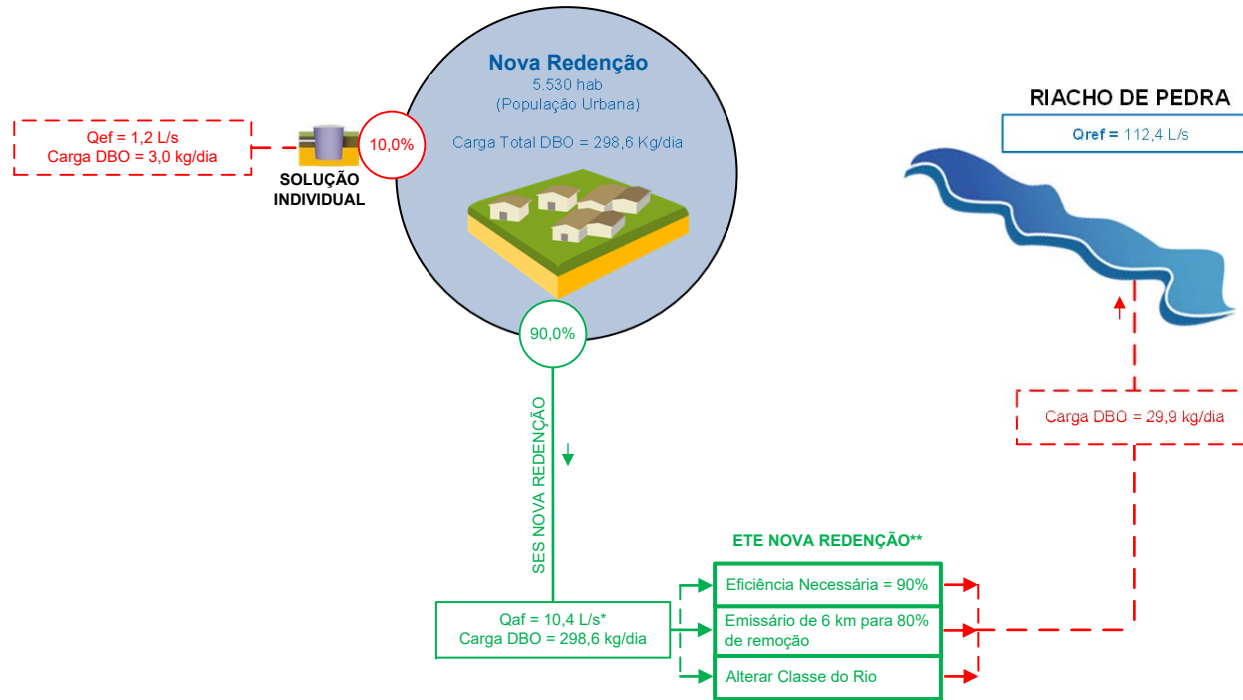 Nova Redenção
5.530 hab
(População Urbana)
Carga Total DBO = 298,6 Kg/dia
RIACHO DE PEDRA
Qref = 112,4 L/s
Qef = 1,2 L/s
Carga DBO = 3,0 kg/dia
10,0%
SOLUÇÃO
INDIVIDUAL
90,0%
SES NOVA REDENÇÃO
Carga DBO = 29,9 kg/dia
ETE NOVA REDENÇÃO**
Eficiência Necessária = 90%
Qaf = 10,4 L/s*
Carga DBO = 298,6 kg/dia
Emissário de 6 km para 80%
de remoção
Alterar Classe do Rio